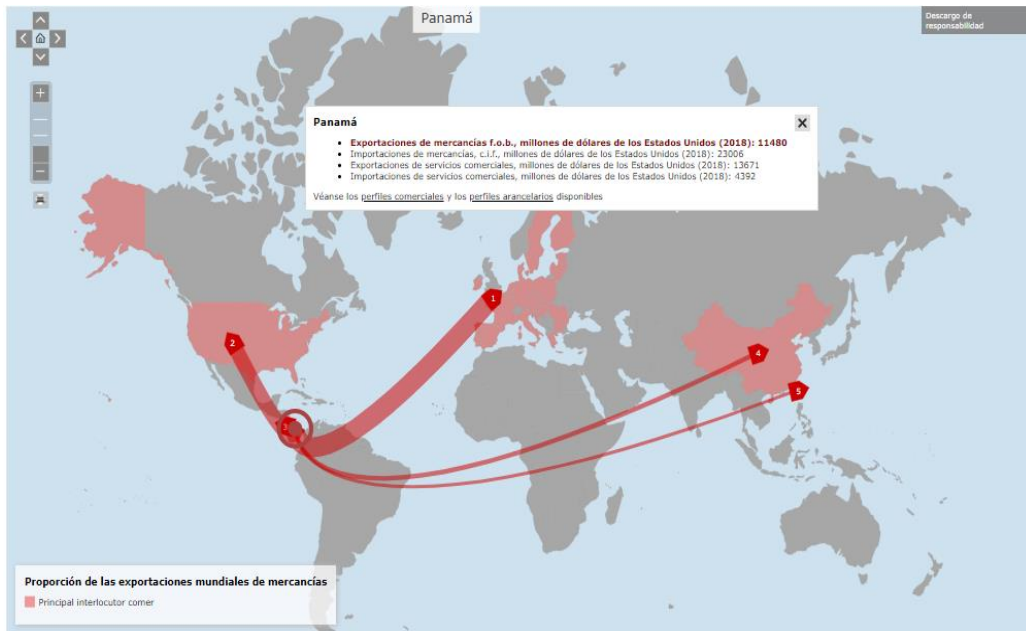 Panamá
Descargo de
responsabilidad
Panamá
Exportaciones de mercancías f.o.b., millones de dólares de los Estados Unidos (2018): 11480
Importaciones de mercancías, c.i.f., millones de dólares de los Estados Unidos (2018): 23006
Exportaciones de servicios comerciales, millones de dólares de los Estados Unidos (2018): 13671
Importaciones de servicios comerciales, millones de dólares de los Estados Unidos (2018): 4392
Véanse los perfiles comerciales y los perfiles arancelarios disponibles
1
2
4
5
3
Proporción de las exportaciones mundiales de mercancías
Principal interlocutor comer